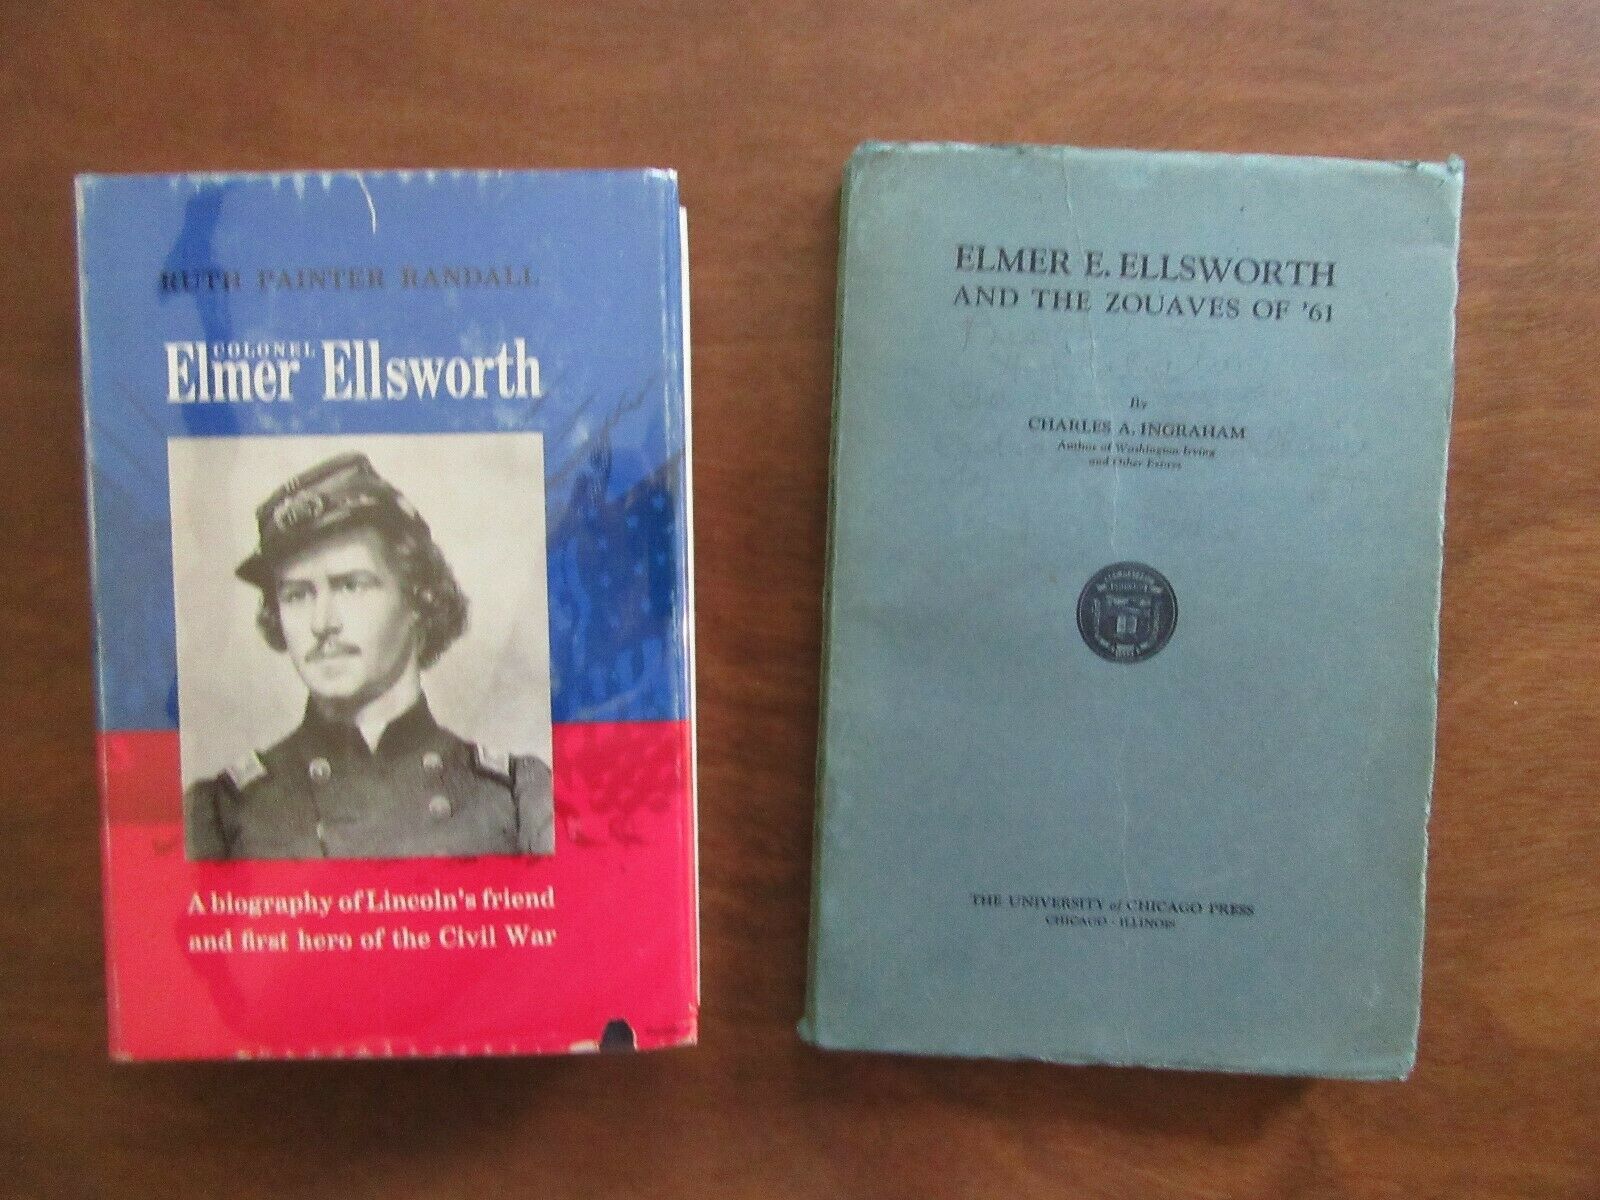 RUTH PAINTER RANDALL
COLONEL
Elmer Ellsworth
A biography of Lincoln's friend
and first hero of the Civil War
ELMER E. ELLSWORTH
AND THE ZOUAVES OF '61
By
CHARLES A. INGRAHAM
Author of Washington Irving
and Other Essays
THE UNIVERSITY of CHICAGO PRESS
CHICAGO - ILLINOIS